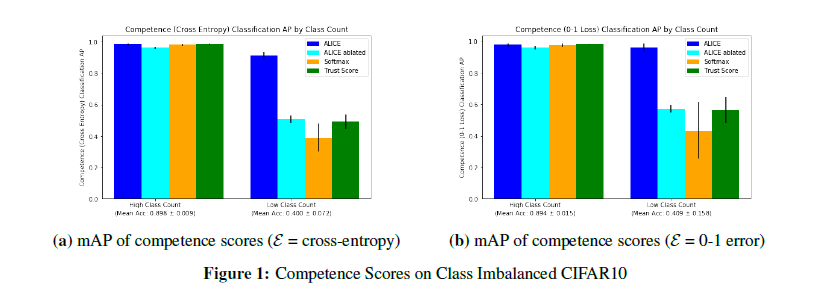 Competence (Cross Entropy) Classification AP by Class Count
Competence (Cross Entropy) Classification AP
1.0
0.8
0.6
0.4
0.2
0.0
ALICE
ALICE ablated
Softmax
Trust Score
High Class Count
(Mean Acc: 0.898 ± 0.009)
Low Class Count
(Mean Acc: 0.400 ± 0.072)
Competence (0-1 Loss) Classification AP by Class Count
Competence (0-1 Loss) Classification AP
1.0
0.8
0.6
0.4
0.2
0.0
ALICE
ALICE ablated
Softmax
Trust Score
High Class Count
(Mean Acc: 0.894 ± 0.015)
Low Class Count
(Mean Acc: 0.409 ± 0.158)
(a) mAP of competence scores (ℰ = cross-entropy)
(b) mAP of competence scores (ℰ = 0-1 error)
Figure 1: Competence Scores on Class Imbalanced CIFAR10